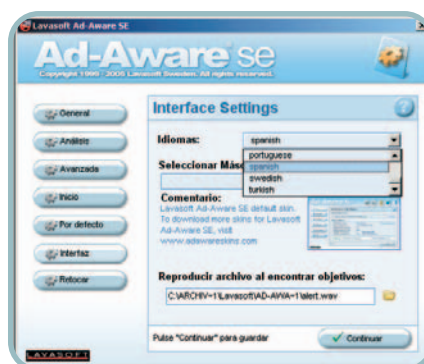 Lavasoft Ad-Aware SE
Ad-Aware SE
Copyright 1999 - 2005 Lavasoft Sweden. All rights reserved.
Interface Settings
General
Análisis
Avanzada
Inicio
Por defecto
Interfaz
Retocar
Idiomas:
spanish
portuguese
spanish
swedish
turkish
Seleccionar Másc
Comentario:
Lavasoft Ad-Aware SE default skin.
To download more skins for Lavasoft
Ad-Aware SE, visit
www.adawareskins.com
Reproducir archivo al encontrar objetivos:
C:\ARCHIV~1\Lavasoft\AD-AWA~1\alert.wav
Pulse "Continuar" para guardar
Continuar
LAVASOFT